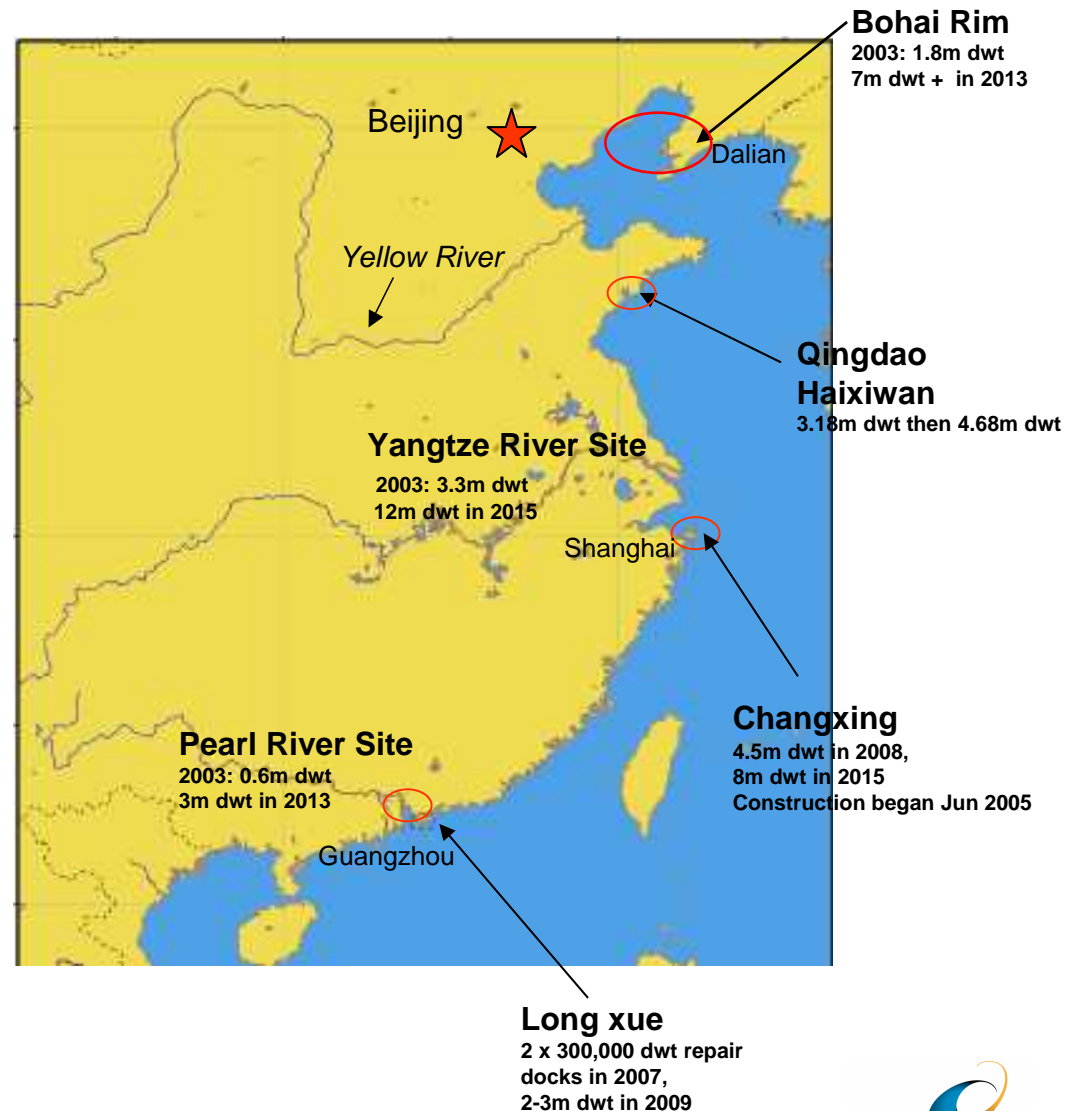 Bohai Rim
2003: 1.8m dwt
7m dwt +  in 2013
Beijing
Dalian
Yellow River
Qingdao
Haixiwan
3.18m dwt then 4.68m dwt
Yangtze River Site
2003: 3.3m dwt
12m dwt in 2015
Shanghai
Changxing
4.5m dwt in 2008,
8m dwt in 2015
Construction began Jun 2005
Pearl River Site
2003: 0.6m dwt
3m dwt in 2013
Guangzhou
Long xue
2 x 300,000 dwt repair
docks in 2007,
2-3m dwt in 2009